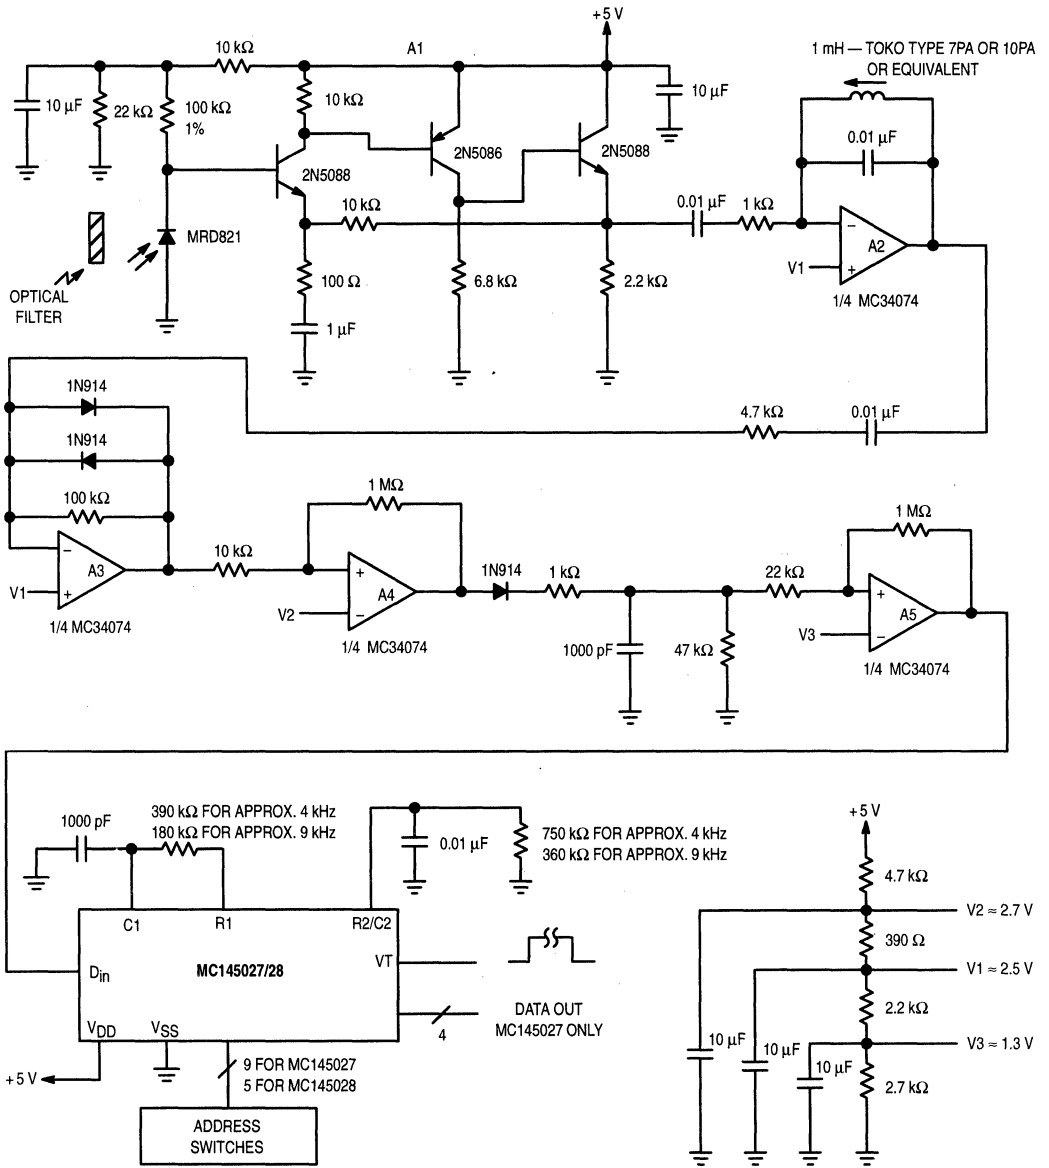 +5 V
10 kΩ
A1
1 mH — TOKO TYPE 7PA OR 10PA
OR EQUIVALENT
10 μF
22 kΩ
100 kΩ
1%
10 kΩ
10 μF
0.01 μF
2N5088
2N5086
2N5088
10 kΩ
0.01 μF
1 kΩ
MRD821
−
A2
V1
+
OPTICAL
FILTER
100 Ω
6.8 kΩ
2.2 kΩ
1/4 MC34074
1 μF
1N914
4.7 kΩ
0.01 μF
1N914
100 kΩ
1 MΩ
1 MΩ
−
A3
V1
+
1/4 MC34074
10 kΩ
+
A4
V2
−
1/4 MC34074
1N914
1 kΩ
22 kΩ
1000 pF
47 kΩ
+
A5
V3
−
1/4 MC34074
1000 pF
390 kΩ FOR APPROX. 4 kHz
180 kΩ FOR APPROX. 9 kHz
0.01 μF
750 kΩ FOR APPROX. 4 kHz
360 kΩ FOR APPROX. 9 kHz
C1
R1
R2/C2
Din
MC145027/28
VT
VDD
VSS
DATA OUT
MC145027 ONLY
4
+5 V
9 FOR MC145027
5 FOR MC145028
ADDRESS
SWITCHES
+5 V
4.7 kΩ
V2 ≈ 2.7 V
390 Ω
V1 ≈ 2.5 V
2.2 kΩ
V3 ≈ 1.3 V
10 μF
10 μF
10 μF
2.7 kΩ